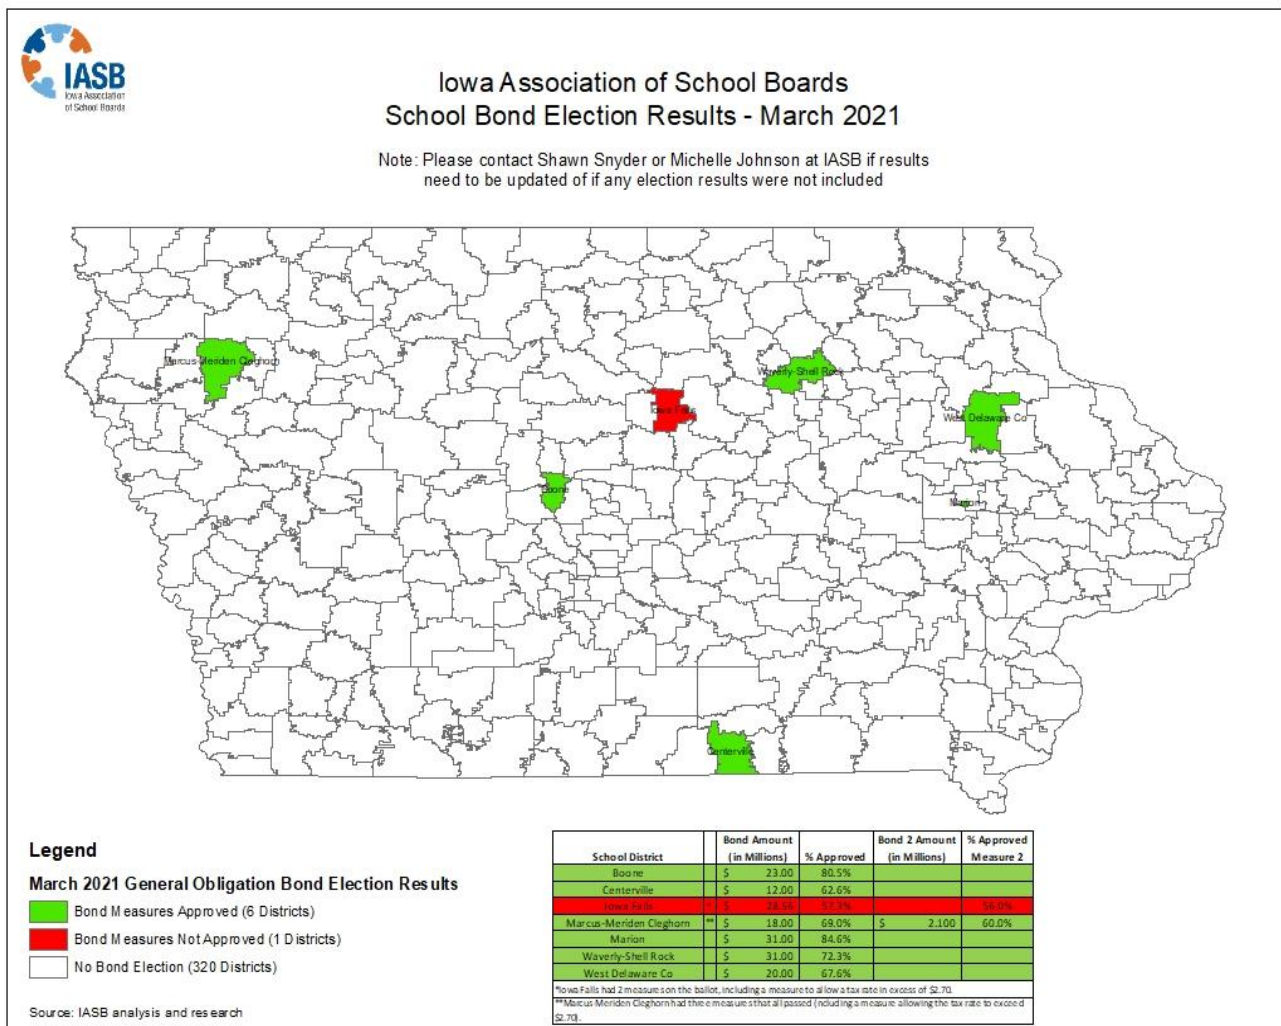 IASB
Iowa Association
of School Boards
Iowa Association of School Boards
School Bond Election Results - March 2021
Note: Please contact Shawn Snyder or Michelle Johnson at IASB if results
need to be updated of if any election results were not included
Marcus-Meriden Cleghorn
Waverly-Shell Rock
Iowa Falls
West Delaware Co
Boone
Marion
Centerville
Legend
March 2021 General Obligation Bond Election Results
Bond Measures Approved (6 Districts)
Bond Measures Not Approved (1 Districts)
No Bond Election (320 Districts)
Source: IASB analysis and research
School District Bond Amount (in Millions) % Approved Bond 2 Amount (in Millions) % Approved Measure 2
Boone $ 23.00 80.5%
Centerville $ 12.00 62.6%
Iowa Falls * $ 28.56 57.3% 56.0%
Marcus-Meriden Cleghorn ** $ 18.00 69.0% $ 2.100 60.0%
Marion $ 31.00 84.6%
Waverly-Shell Rock $ 31.00 72.3%
West Delaware Co $ 20.00 67.6%
*Iowa Falls had 2 measures on the ballot, including a measure to allow a tax rate in excess of $2.70.
**Marcus-Meriden Cleghorn had three measures that all passed (including a measure allowing the tax rate to exceed
$2.70).